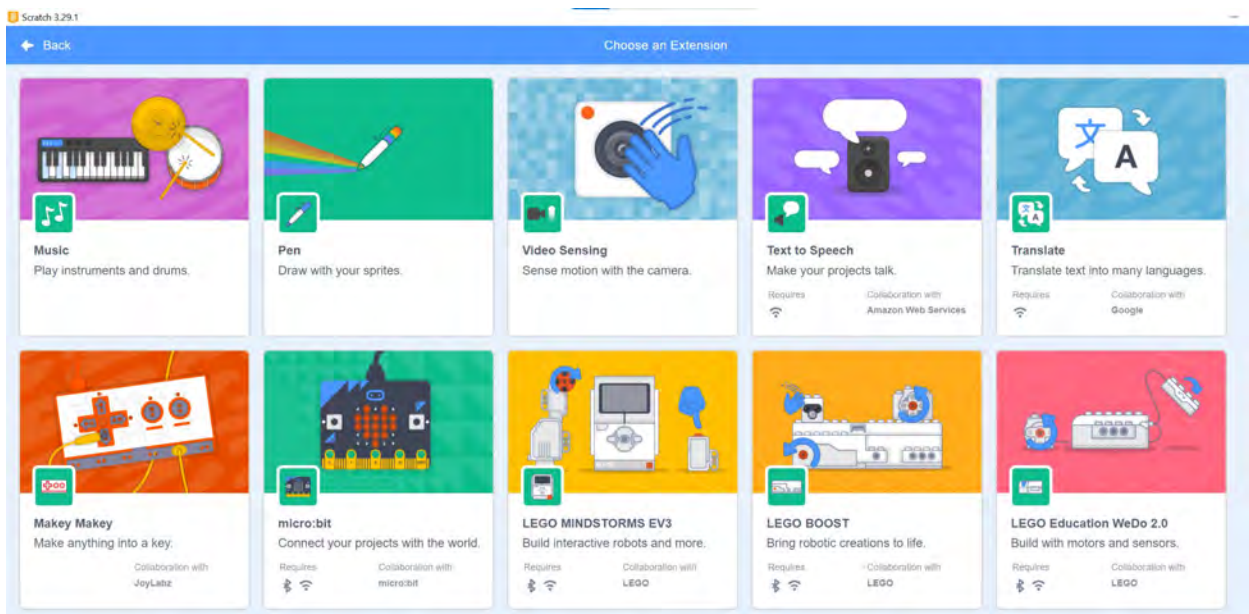 Scratch 3.29.1
Back
Choose an Extension
Music
Play instruments and drums.
Pen
Draw with your sprites.
Video Sensing
Sense motion with the camera.
Text to Speech
Make your projects talk.
Requires
Collaboration with
Amazon Web Services
文 A
Translate
Translate text into many languages.
Requires
Collaboration with
Google
Makey Makey
Make anything into a key.
Collaboration with
JoyLabz
micro:bit
Connect your projects with the world.
Requires
Collaboration with
micro:bit
LEGO MINDSTORMS EV3
Build interactive robots and more.
Requires
Collaboration with
LEGO
LEGO BOOST
Bring robotic creations to life.
Requires
Collaboration with
LEGO
LEGO Education WeDo 2.0
Build with motors and sensors.
Requires
Collaboration with
LEGO